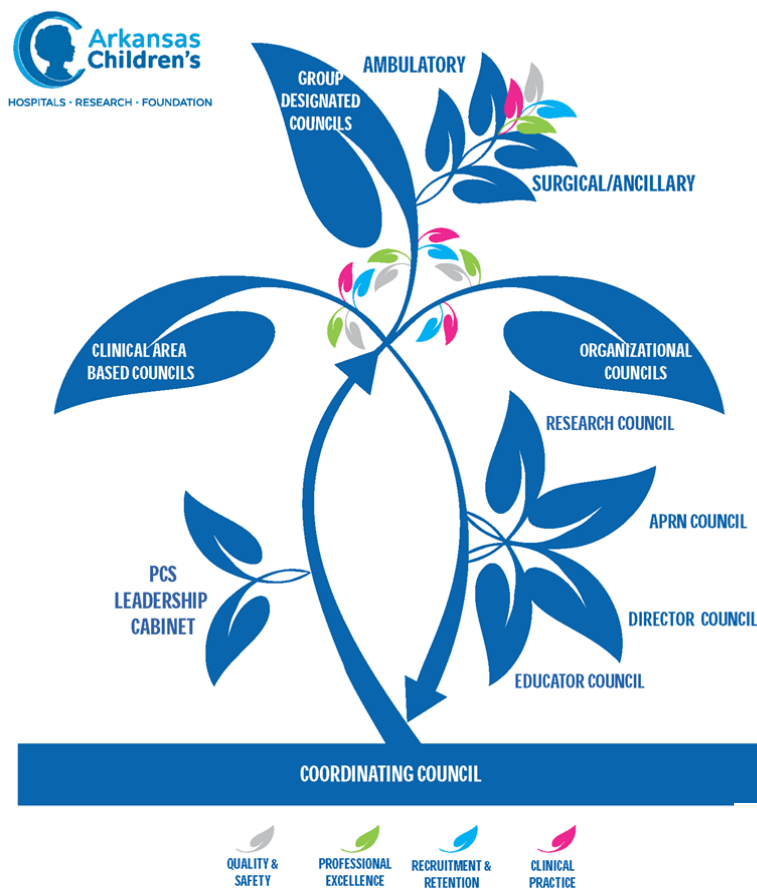 Arkansas
Children's
HOSPITALS • RESEARCH • FOUNDATION
GROUP
DESIGNATED
COUNCILS
AMBULATORY
SURGICAL/ANCILLARY
CLINICAL AREA
BASED COUNCILS
ORGANIZATIONAL
COUNCILS
RESEARCH COUNCIL
APRN COUNCIL
PCS
LEADERSHIP
CABINET
DIRECTOR COUNCIL
EDUCATOR COUNCIL
COORDINATING COUNCIL
QUALITY &
SAFETY
PROFESSIONAL
EXCELLENCE
RECRUITMENT &
RETENTION
CLINICAL
PRACTICE